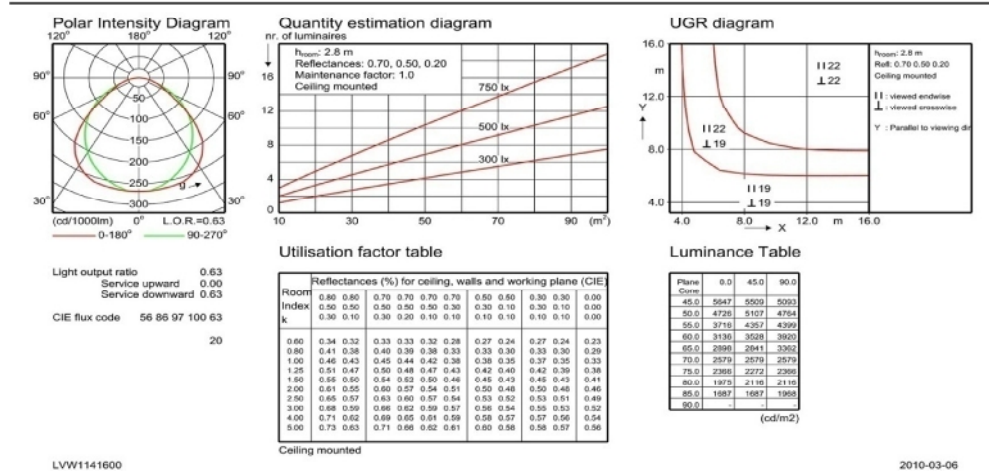 Polar Intensity Diagram
120° 180° 120°
90° 90°
60° 60°
30° 30°
50
100
150
200
250
300
(cd/1000lm) 0° L.O.R.=0.63
0-180° 90-270°
Light output ratio 0.63
Service upward 0.00
Service downward 0.63
CIE flux code 56 86 97 100 63
20
Quantity estimation diagram
nr. of luminaires
hroom: 2.8 m
Reflectances: 0.70, 0.50, 0.20
Maintenance factor: 1.0
Ceiling mounted
750 lx
500 lx
300 lx
16
12
8
4
0
10 30 50 70 90 (m²)
UGR diagram
16.0
m
12.0
Y
8.0
4.0
4.0 8.0 12.0 m 16.0
X
II 22
⊥ 22
II 22
⊥ 19
II 19
⊥ 19
hroom: 2.8 m
Refl: 0.70 0.50 0.20
Ceiling mounted
II : viewed endwise
⊥ : viewed crosswise
Y : Parallel to viewing dir
Utilisation factor table
Room Index k
Reflectances (%) for ceiling, walls and working plane (CIE)
0.80 0.80 0.70 0.70 0.70 0.70 0.50 0.50 0.30 0.30 0.00
0.50 0.50 0.50 0.50 0.50 0.30 0.30 0.10 0.30 0.10 0.00
0.30 0.10 0.30 0.20 0.10 0.10 0.10 0.10 0.10 0.10 0.00
0.60 0.34 0.32 0.33 0.33 0.32 0.28 0.27 0.24 0.27 0.24 0.23
0.80 0.41 0.38 0.40 0.39 0.38 0.33 0.33 0.30 0.33 0.30 0.29
1.00 0.46 0.43 0.45 0.44 0.42 0.38 0.38 0.35 0.37 0.35 0.33
1.25 0.51 0.47 0.50 0.48 0.47 0.43 0.42 0.40 0.42 0.39 0.38
1.50 0.55 0.50 0.54 0.52 0.50 0.46 0.45 0.43 0.45 0.43 0.41
2.00 0.61 0.55 0.60 0.57 0.54 0.51 0.50 0.48 0.50 0.48 0.46
2.50 0.65 0.57 0.63 0.60 0.57 0.54 0.53 0.52 0.53 0.51 0.49
3.00 0.68 0.59 0.66 0.62 0.59 0.57 0.56 0.54 0.55 0.53 0.52
4.00 0.71 0.62 0.69 0.65 0.61 0.59 0.58 0.57 0.57 0.56 0.54
5.00 0.73 0.63 0.71 0.66 0.62 0.61 0.60 0.58 0.58 0.57 0.56
Ceiling mounted
Luminance Table
Plane Cone 0.0 45.0 90.0
45.0 5647 5509 5093
50.0 4726 5107 4764
55.0 3716 4357 4399
60.0 3136 3528 3920
65.0 2898 2841 3362
70.0 2579 2579 2579
75.0 2366 2272 2366
80.0 1975 2116 2116
85.0 1687 1687 1968
90.0 - - -
(cd/m2)
LVW1141600
2010-03-06